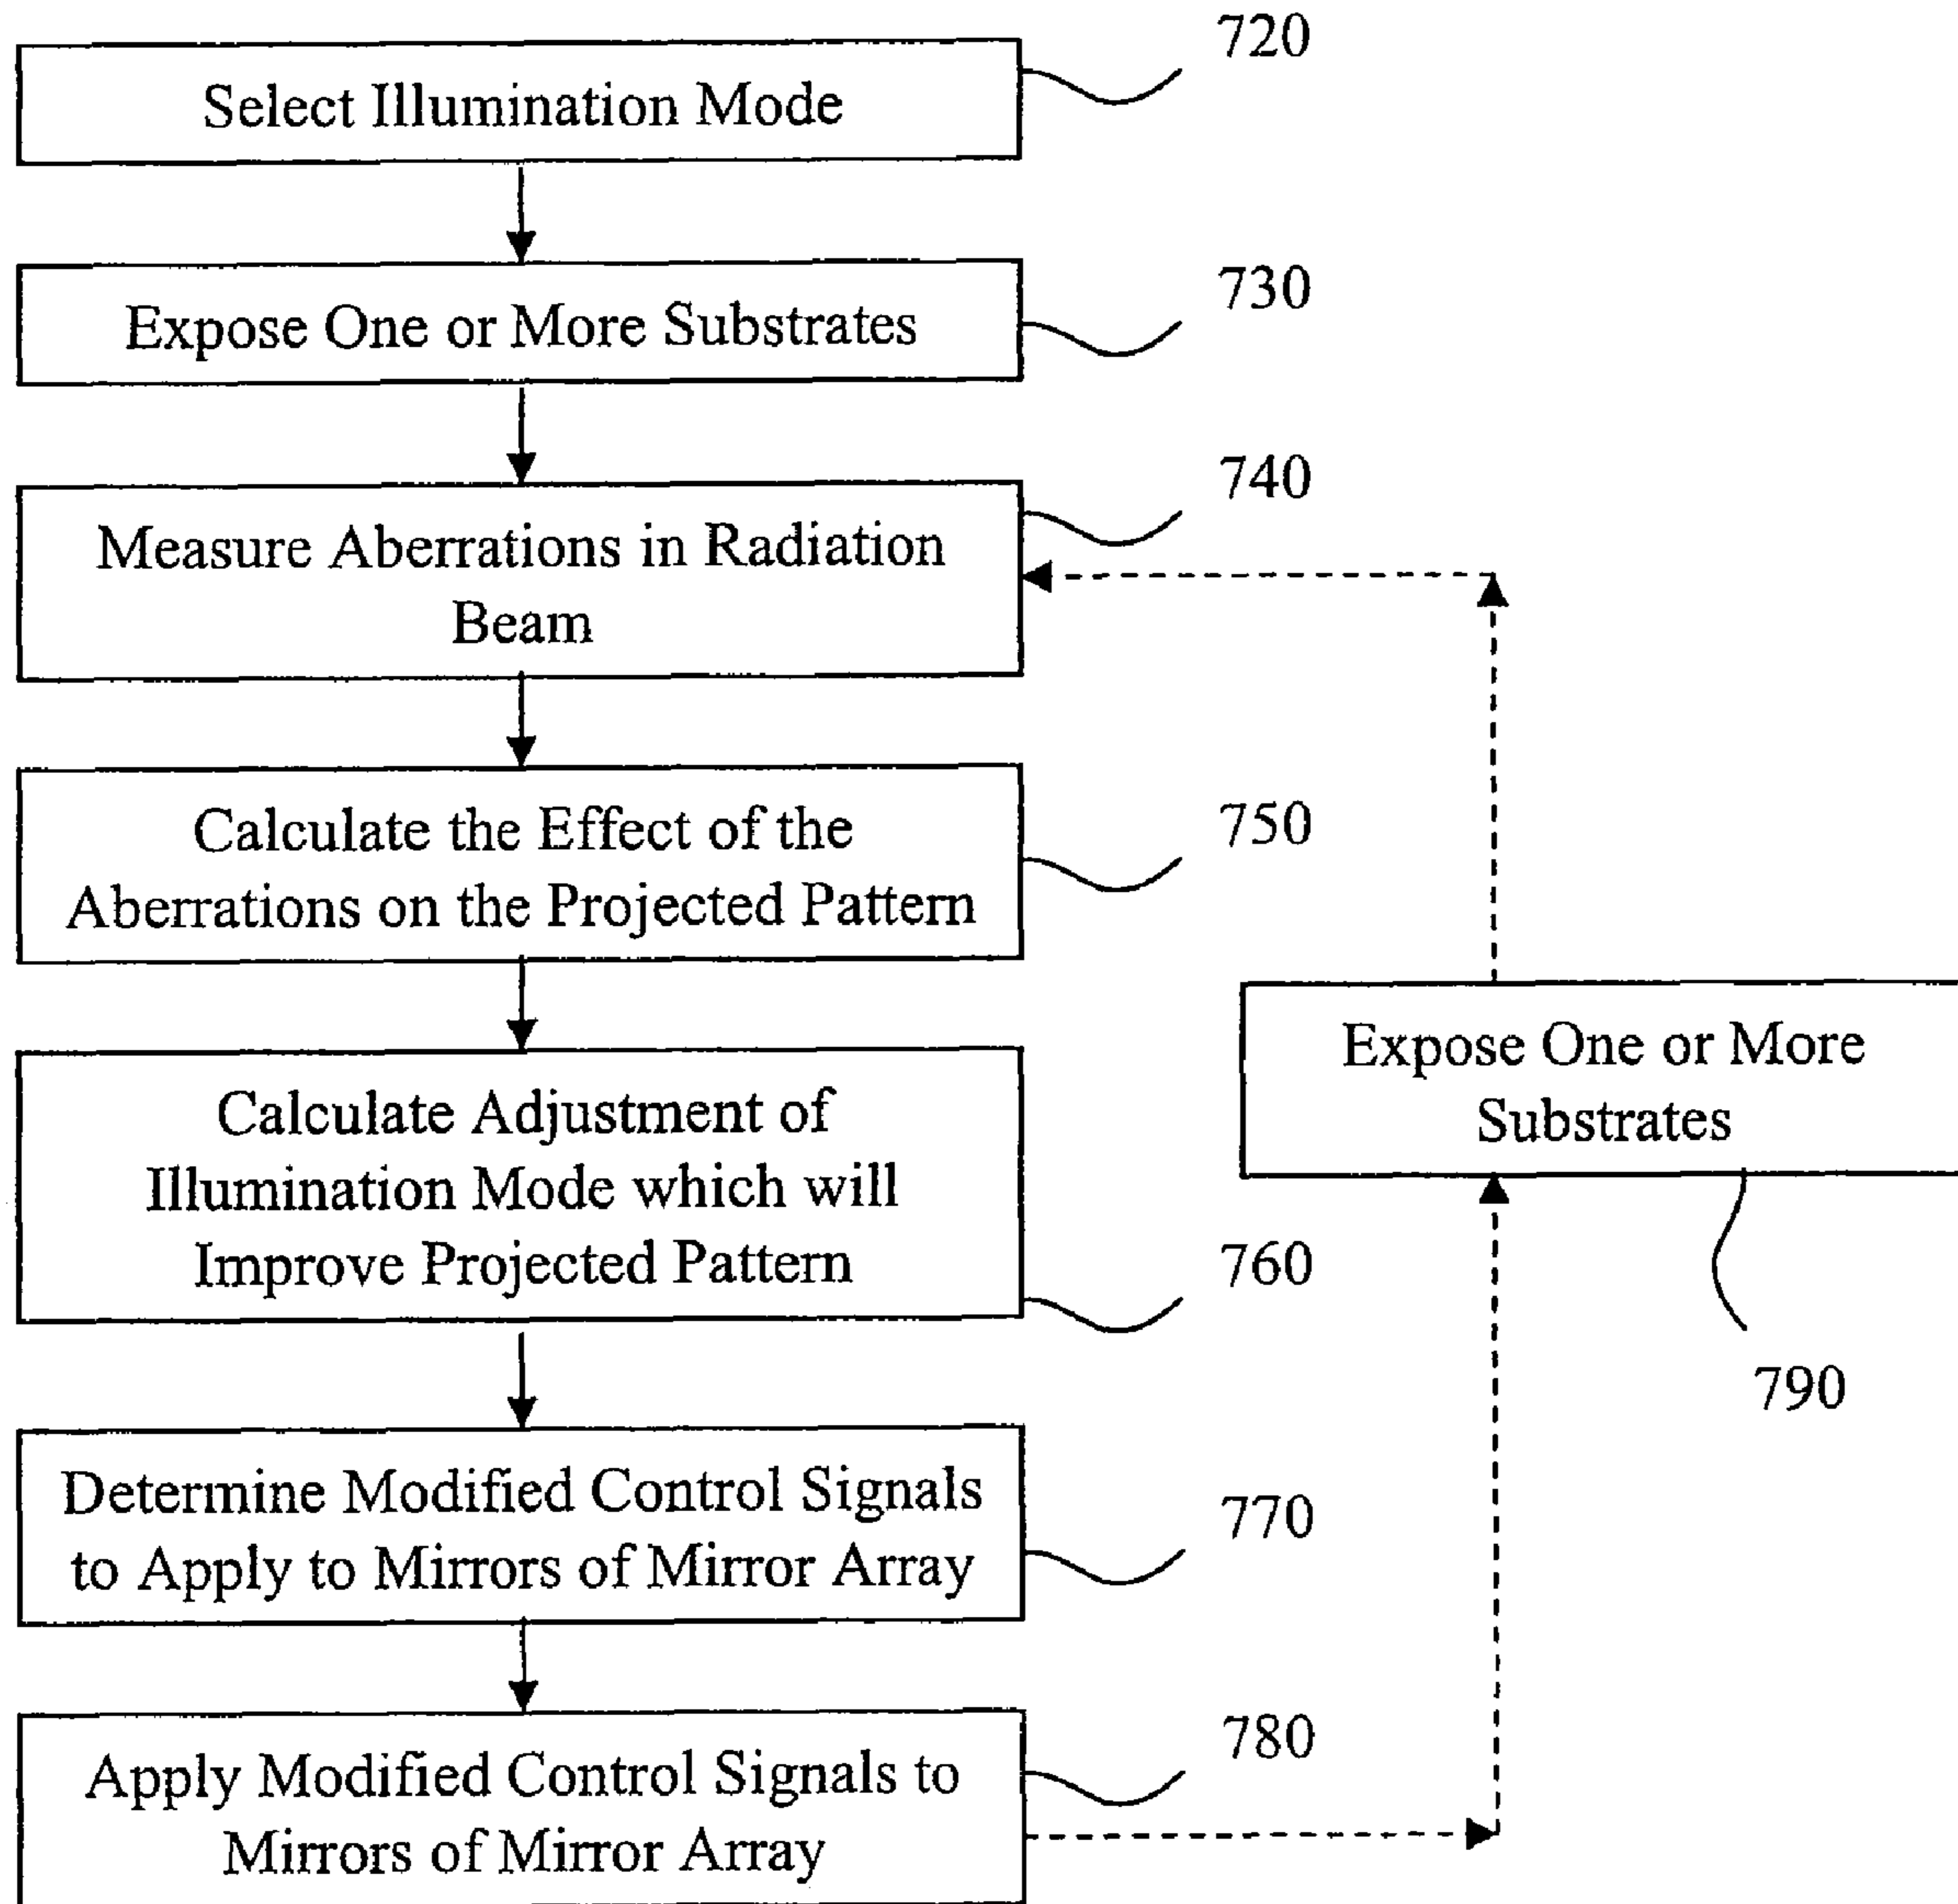 720
Select Illumination Mode
730
Expose One or More Substrates
740
Measure Aberrations in Radiation
Beam
750
Calculate the Effect of the
Aberrations on the Projected Pattern
Expose One or More
Substrates
790
Calculate Adjustment of
Illumination Mode which will
Improve Projected Pattern
760
Determine Modified Control Signals
to Apply to Mirrors of Mirror Array
770
Apply Modified Control Signals to
Mirrors of Mirror Array
780